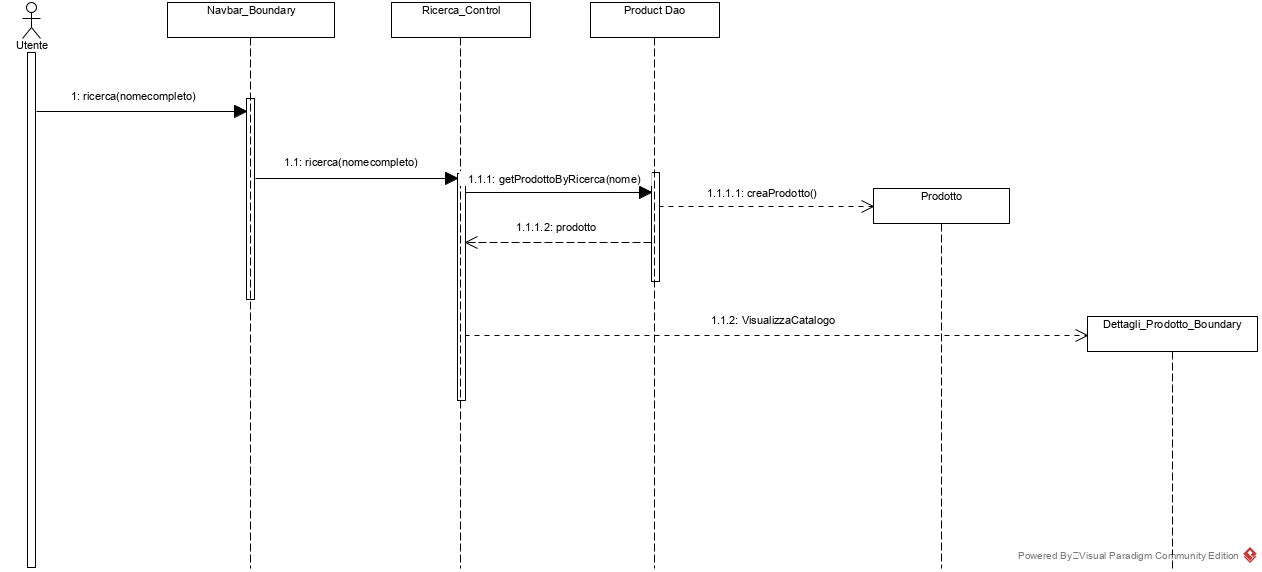 Navbar_Boundary
Ricerca_Control
Product Dao
Utente
1: ricerca(nomecompleto)
1.1: ricerca(nomecompleto)
1.1.1: getProdottoByRicerca(nome)
1.1.1.1: creaProdotto()
Prodotto
1.1.1.2: prodotto
1.1.2: VisualizzaCatalogo
Dettagli_Prodotto_Boundary
Powered By Visual Paradigm Community Edition